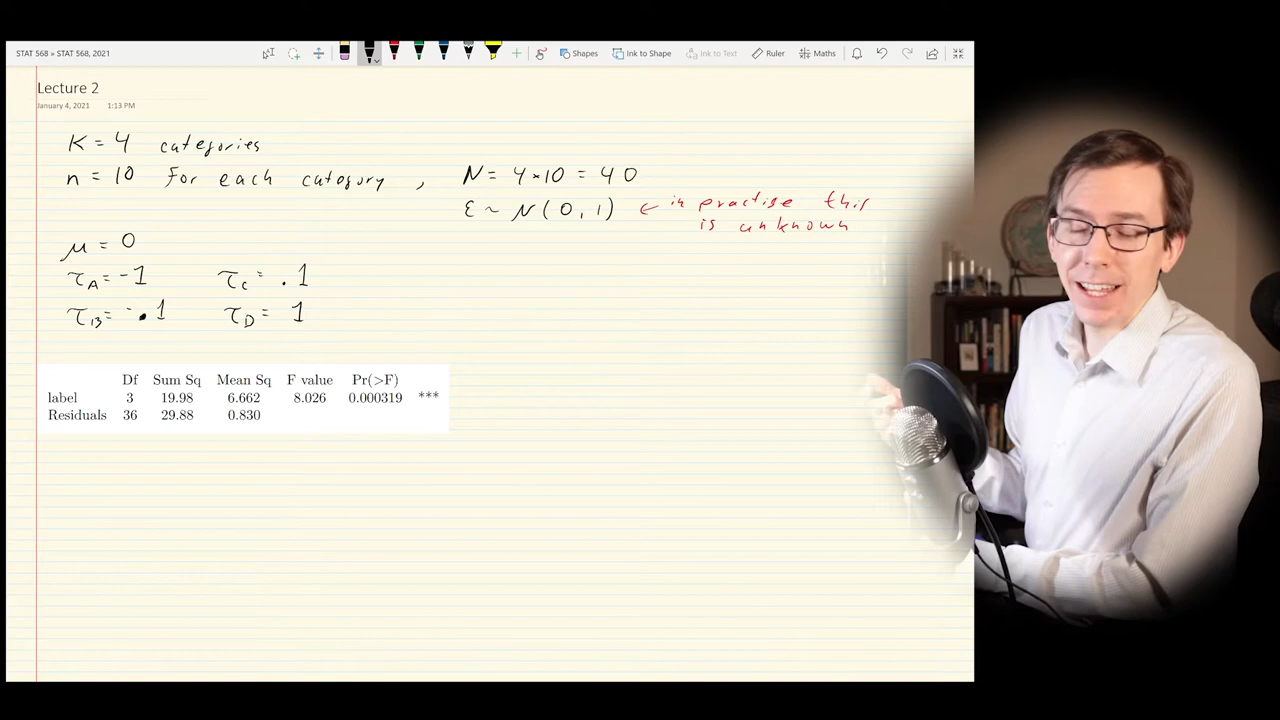 STAT 568 » STAT 568, 2021
Shapes
Ink to Shape
Ink to Text
Ruler
Maths
Lecture 2
January 4, 2021 1:13 PM
K = 4 categories
n = 10 for each category , N = 4×10 = 40
ε ~ N(0,1) ← in practise this
is unknown
μ = 0
τA = -1 τC = .1
τB = -.1 τD = 1
Df Sum Sq Mean Sq F value Pr(>F)
label 3 19.98 6.662 8.026 0.000319 ***
Residuals 36 29.88 0.830